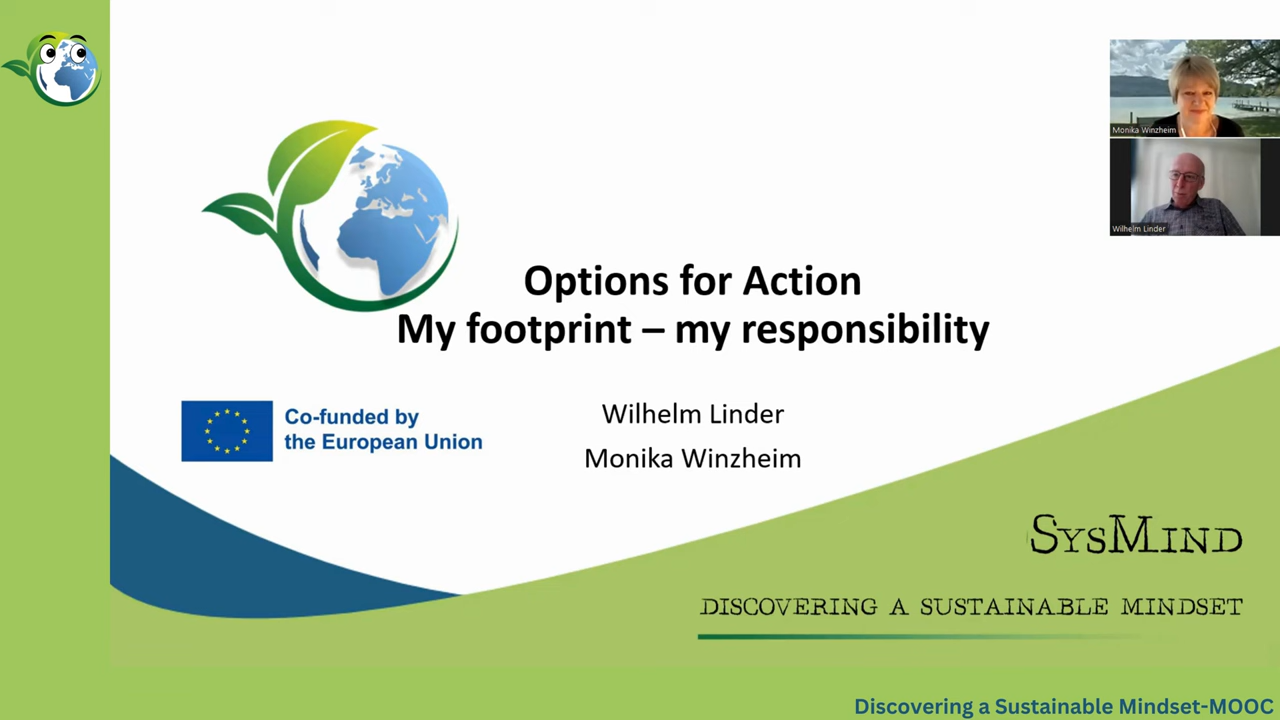 Monika Winzheim
Wilhelm Linder
Options for Action
My footprint – my responsibility
Co-funded by
the European Union
Wilhelm Linder
Monika Winzheim
SysMind
DISCOVERING A SUSTAINABLE MINDSET
Discovering a Sustainable Mindset-MOOC